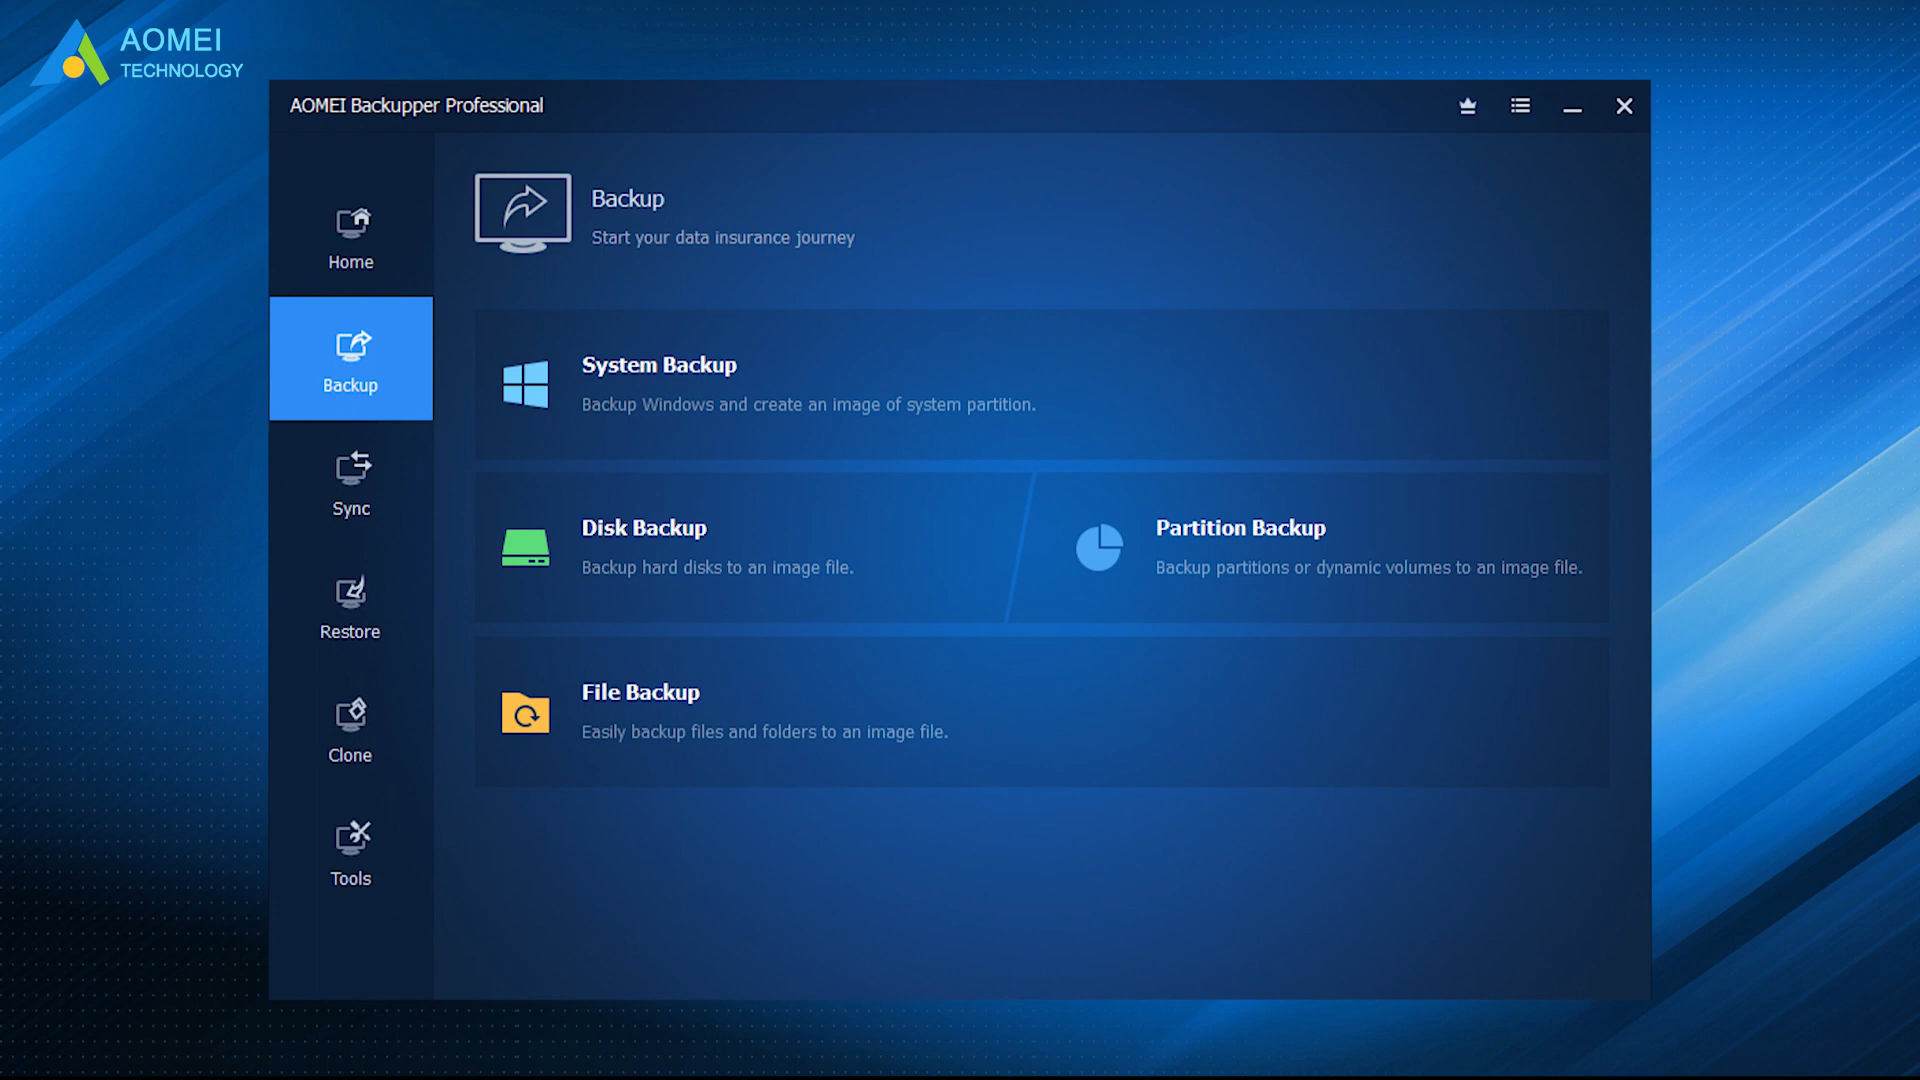 AOMEI
TECHNOLOGY
AOMEI Backupper Professional
Home
Backup
Sync
Restore
Clone
Tools
Backup
Start your data insurance journey
System Backup
Backup Windows and create an image of system partition.
Disk Backup
Backup hard disks to an image file.
Partition Backup
Backup partitions or dynamic volumes to an image file.
File Backup
Easily backup files and folders to an image file.